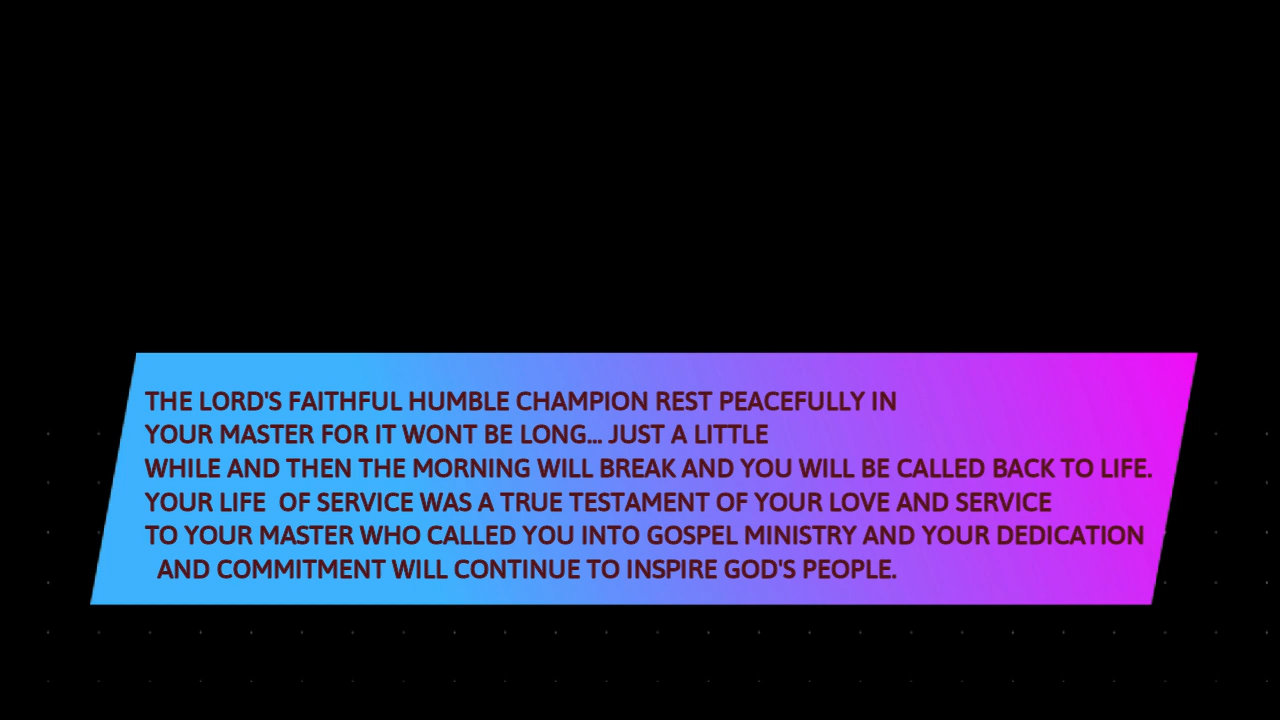 THE LORD'S FAITHFUL HUMBLE CHAMPION REST PEACEFULLY IN
YOUR MASTER FOR IT WONT BE LONG... JUST A LITTLE
WHILE AND THEN THE MORNING WILL BREAK AND YOU WILL BE CALLED BACK TO LIFE.
YOUR LIFE  OF SERVICE WAS A TRUE TESTAMENT OF YOUR LOVE AND SERVICE
TO YOUR MASTER WHO CALLED YOU INTO GOSPEL MINISTRY AND YOUR DEDICATION
AND COMMITMENT WILL CONTINUE TO INSPIRE GOD'S PEOPLE.